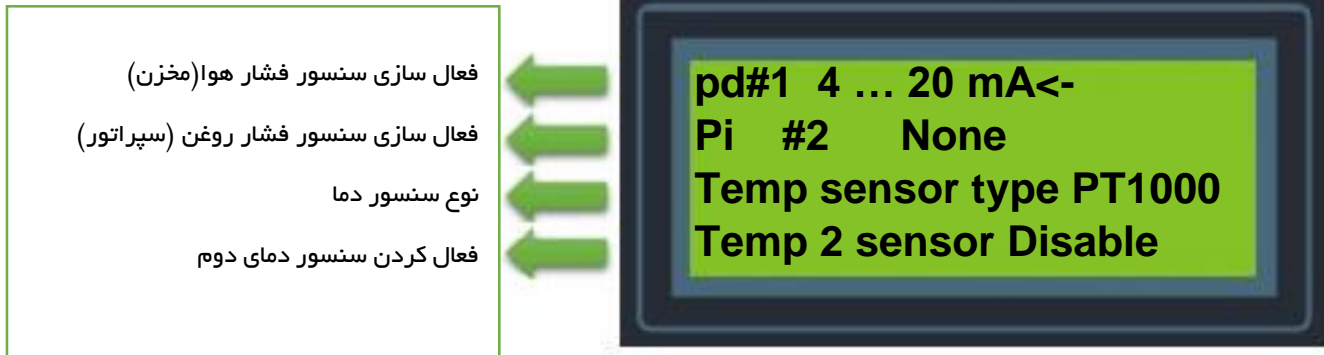 فعال سازی سنسور فشار هوا(مخزن)
فعال سازی سنسور فشار روغن (سپراتور)
نوع سنسور دما
فعال کردن سنسور دمای دوم
pd#1 4 … 20 mA<-
Pi #2 None
Temp sensor type PT1000
Temp 2 sensor Disable